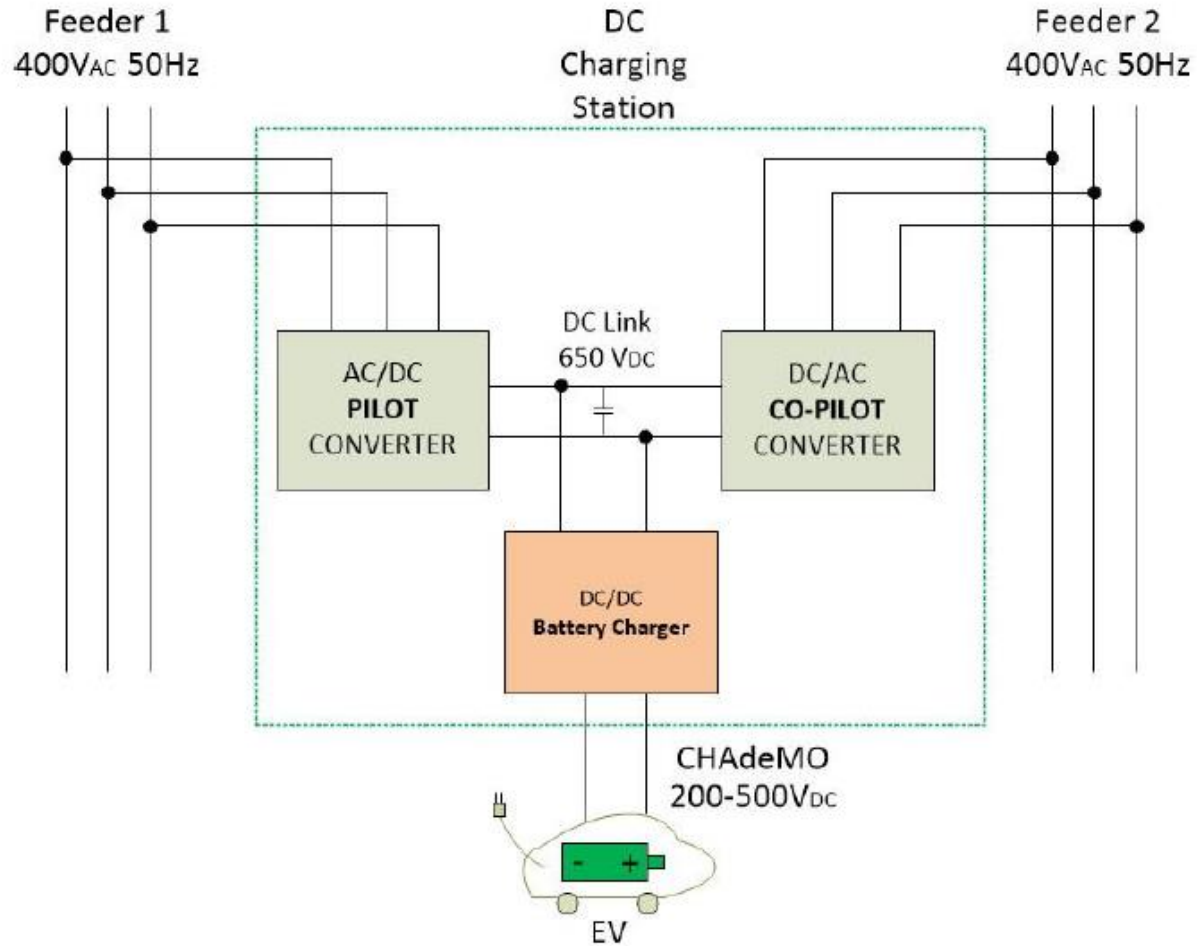 Feeder 1
400VAC 50Hz
DC
Charging
Station
Feeder 2
400VAC 50Hz
DC Link
650 VDC
AC/DC
PILOT
CONVERTER
DC/AC
CO-PILOT
CONVERTER
DC/DC
Battery Charger
CHAdeMO
200-500VDC
- +
EV